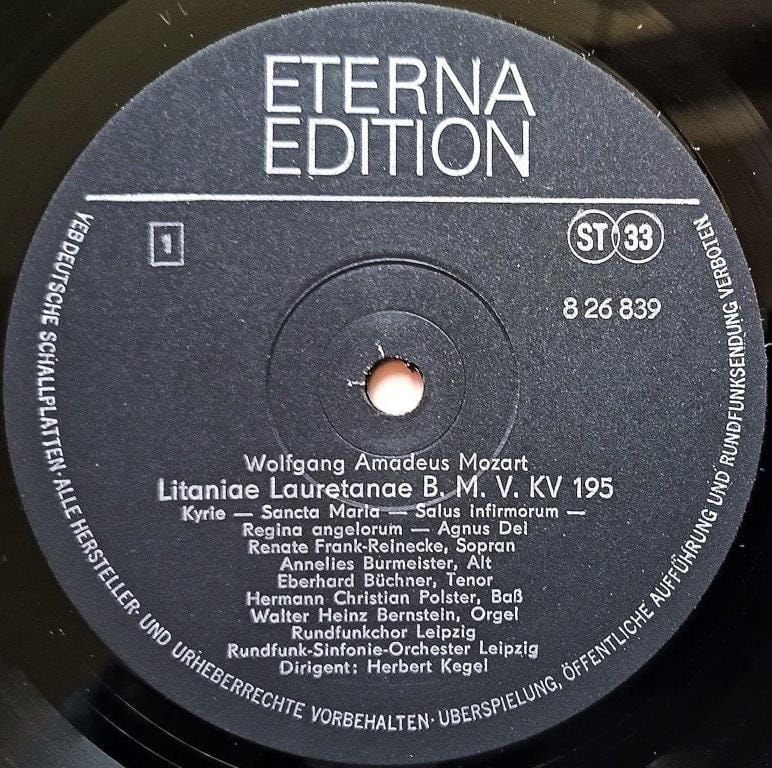 ETERNA
EDITION
1
ST 33
8 26 839
Wolfgang Amadeus Mozart
Litaniae Lauretanae B. M. V. KV 195
Kyrie — Sancta Maria — Salus infirmorum —
Regina angelorum — Agnus Dei
Renate Frank-Reinecke, Sopran
Annelies Burmeister, Alt
Eberhard Büchner, Tenor
Hermann Christian Polster, Baß
Walter Heinz Bernstein, Orgel
Rundfunkchor Leipzig
Rundfunk-Sinfonie-Orchester Leipzig
Dirigent: Herbert Kegel
VEB DEUTSCHE SCHALLPLATTEN · ALLE HERSTELLER- UND URHEBERRECHTE VORBEHALTEN · ÜBERSPIELUNG, ÖFFENTLICHE AUFFÜHRUNG UND RUNDFUNKSENDUNG VERBOTEN